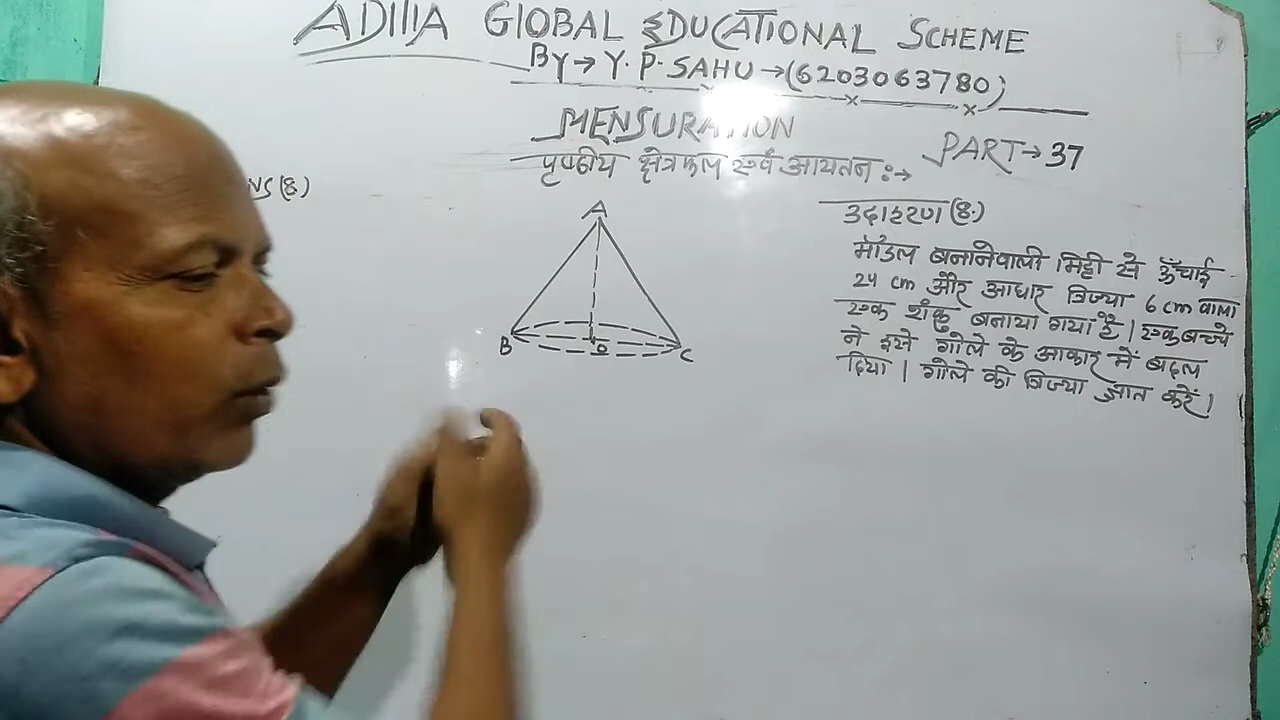 ADITIA GLOBAL EDUCATIONAL SCHEME
BY→ Y. P. SAHU →(6203063780)
MENSURATION
PART→37
पृष्ठीय क्षेत्रफल एवं आयतन :→
NS(8)
उदाहरण (8.)
मॉडल बनानेवाली मिट्टी से ऊँचाई
24 cm और आधार त्रिज्या 6 cm वाला
एक शंकु बनाया गया है। एक बच्चे
ने इसे गोले के आकार में बदल
दिया। गोले की त्रिज्या ज्ञात करें।
A
B
O
C